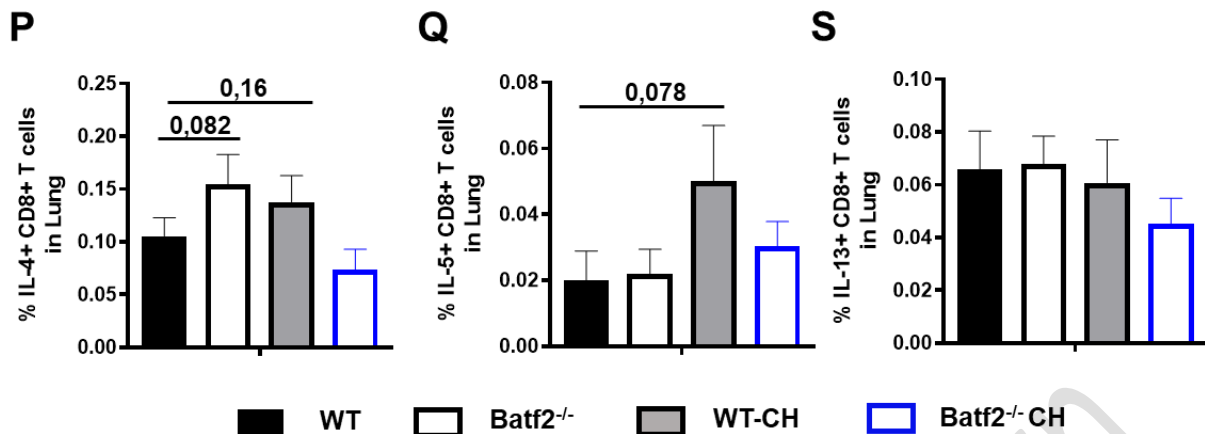 P
% IL-4+ CD8+ T cells
in Lung
0.25
0.20
0.15
0.10
0.05
0.00
0,16
0,082
Q
% IL-5+ CD8+ T cells
in Lung
0.08
0.06
0.04
0.02
0.00
0,078
S
% IL-13+ CD8+ T cells
in Lung
0.10
0.08
0.06
0.04
0.02
0.00
WT
Batf2-/-
WT-CH
Batf2-/- CH